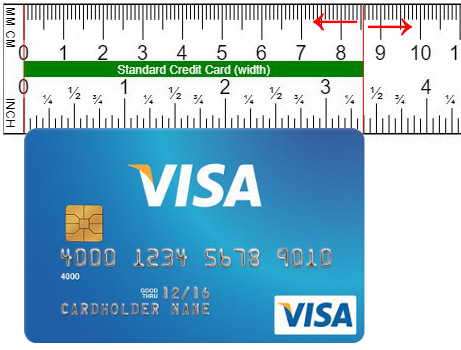 MM CM
0 1 2 3 4 5 6 7 8 9 10 1
Standard Credit Card (width)
INCH
0 ¼ ½ ¾ 1 ¼ ½ ¾ 2 ¼ ½ ¾ 3 ¼ ½ ¾ 4 ¼
VISA
4000 1234 5678 9010
4000
GOOD THRU 12/16
CARDHOLDER NAME
VISA